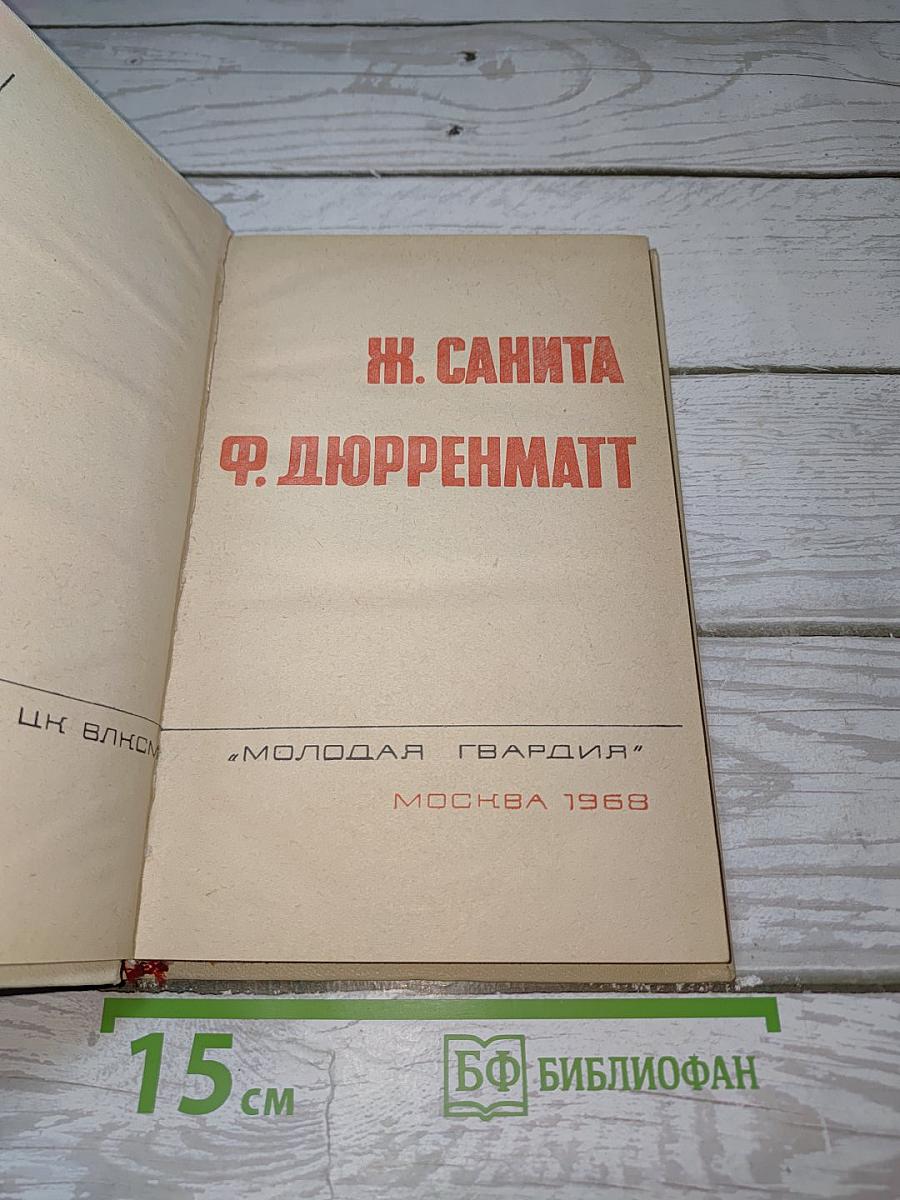 Ж. САНИТА
Ф. ДЮРРЕНМАТТ
ЦК ВЛКСМ
„МОЛОДАЯ ГВАРДИЯ"
МОСКВА 1968
15 см
БФ БИБЛИОФАН